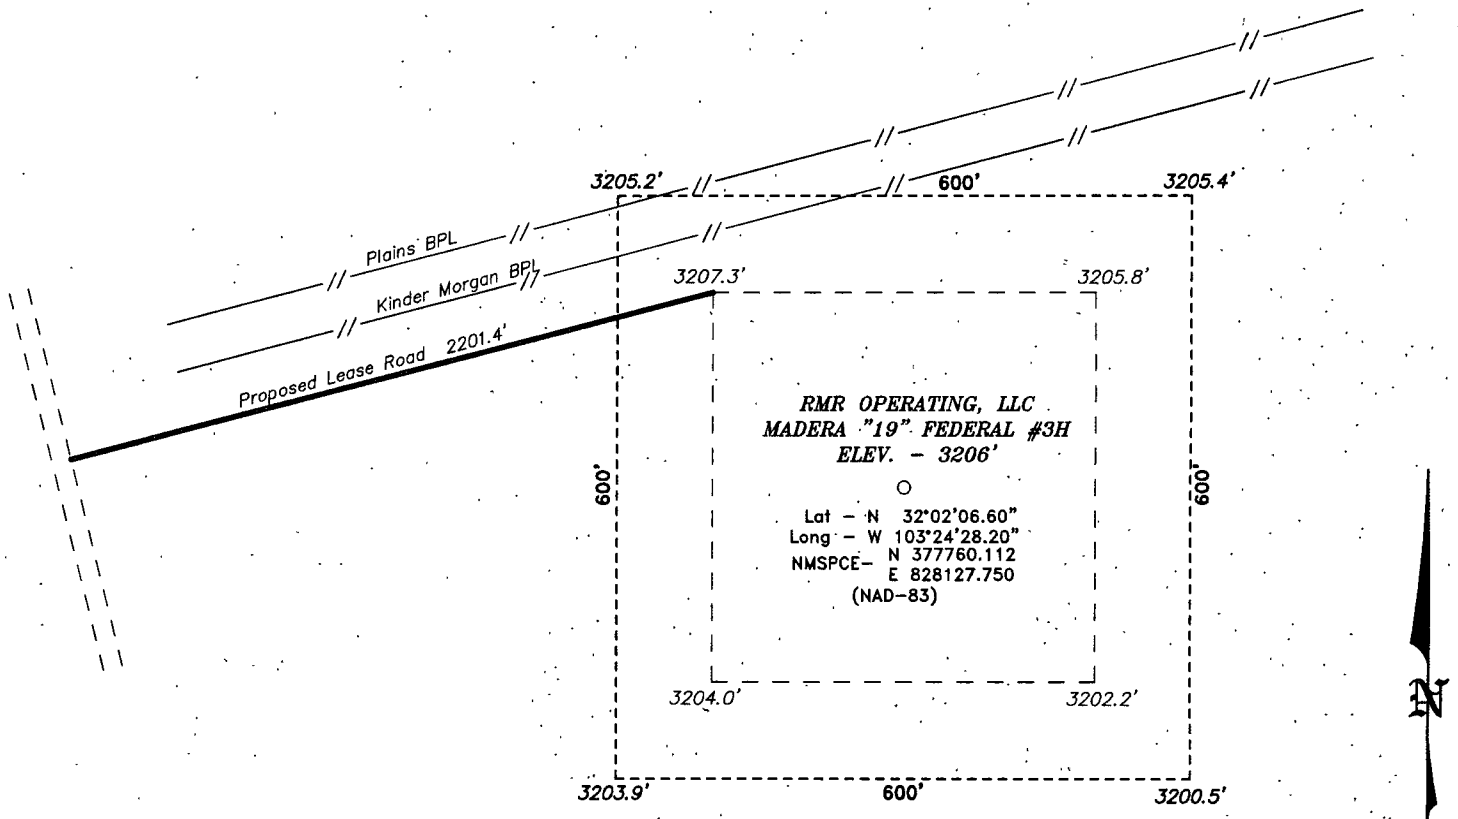 3205.2'
600'
3205.4'
Plains BPL
Kinder Morgan BPL
3207.3'
3205.8'
Proposed Lease Road 2201.4'
RMR OPERATING, LLC
MADERA "19" FEDERAL #3H
ELEV. - 3206'
600'
600'
Lat - N 32°02'06.60"
Long - W 103°24'28.20"
NMSPCE- N 377760.112
E 828127.750
(NAD-83)
3204.0'
3202.2'
N
3203.9'
600'
3200.5'